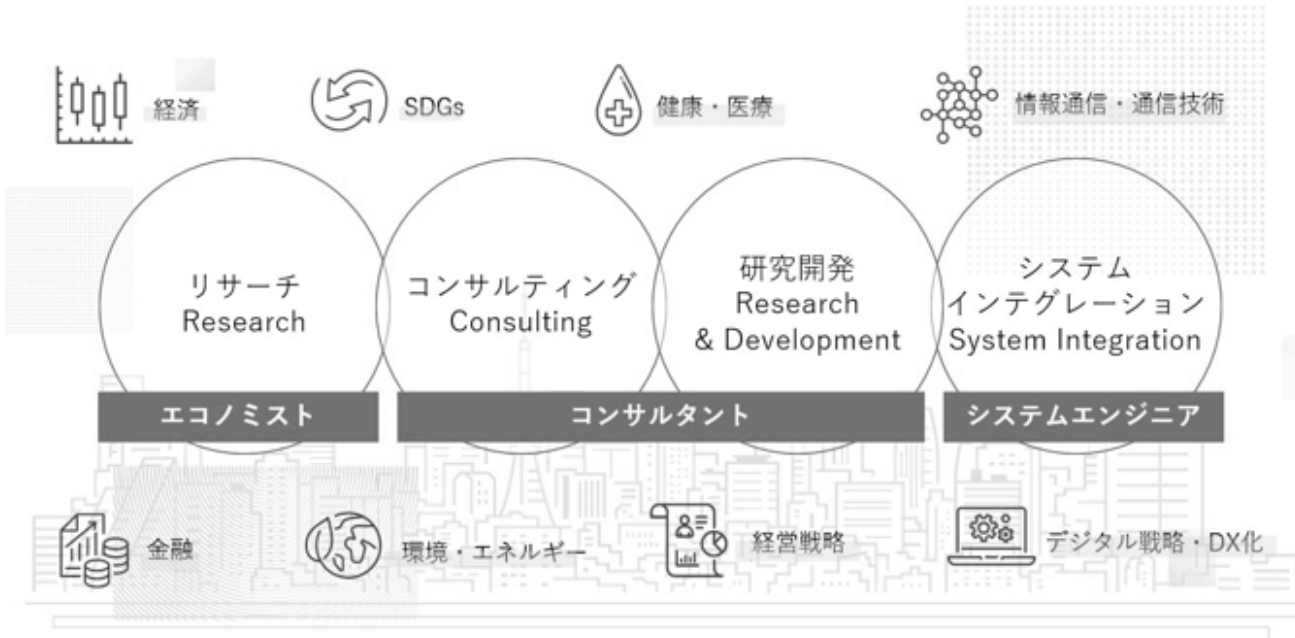 経済
SDGs
健康・医療
情報通信・通信技術
リサーチ
Research
コンサルティング
Consulting
研究開発
Research
& Development
システム
インテグレーション
System Integration
エコノミスト
コンサルタント
システムエンジニア
金融
環境・エネルギー
経営戦略
デジタル戦略・DX化